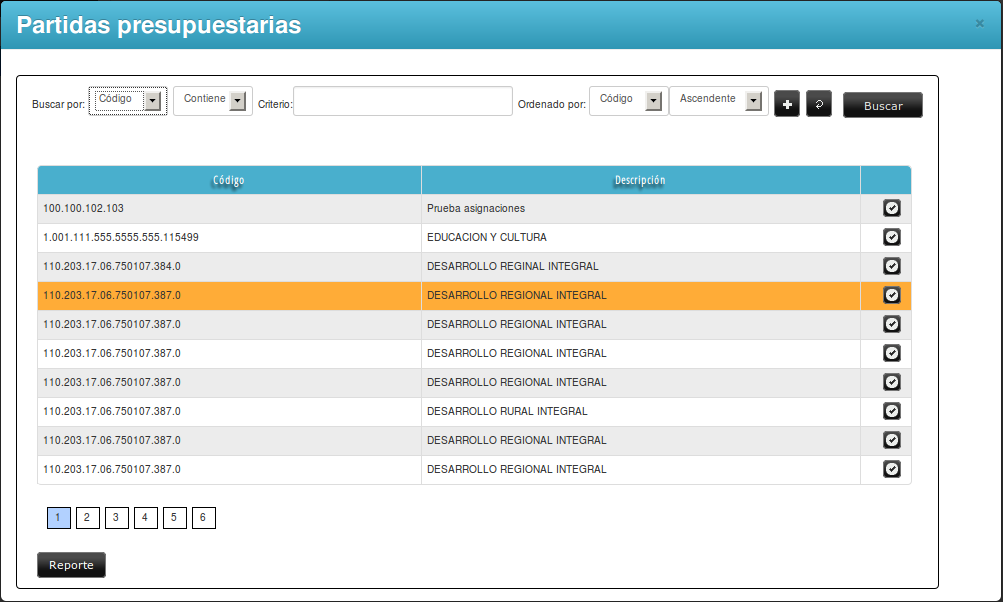 Partidas presupuestarias ×
Buscar por: Código Contiene Criterio: Ordenado por: Código Ascendente Buscar
Código Descripción
100.100.102.103 Prueba asignaciones
1.001.111.555.5555.555.115499 EDUCACION Y CULTURA
110.203.17.06.750107.384.0 DESARROLLO REGINAL INTEGRAL
110.203.17.06.750107.387.0 DESARROLLO REGIONAL INTEGRAL
110.203.17.06.750107.387.0 DESARROLLO REGIONAL INTEGRAL
110.203.17.06.750107.387.0 DESARROLLO REGIONAL INTEGRAL
110.203.17.06.750107.387.0 DESARROLLO REGIONAL INTEGRAL
110.203.17.06.750107.387.0 DESARROLLO RURAL INTEGRAL
110.203.17.06.750107.387.0 DESARROLLO REGIONAL INTEGRAL
110.203.17.06.750107.387.0 DESARROLLO REGIONAL INTEGRAL
1 2 3 4 5 6
Reporte